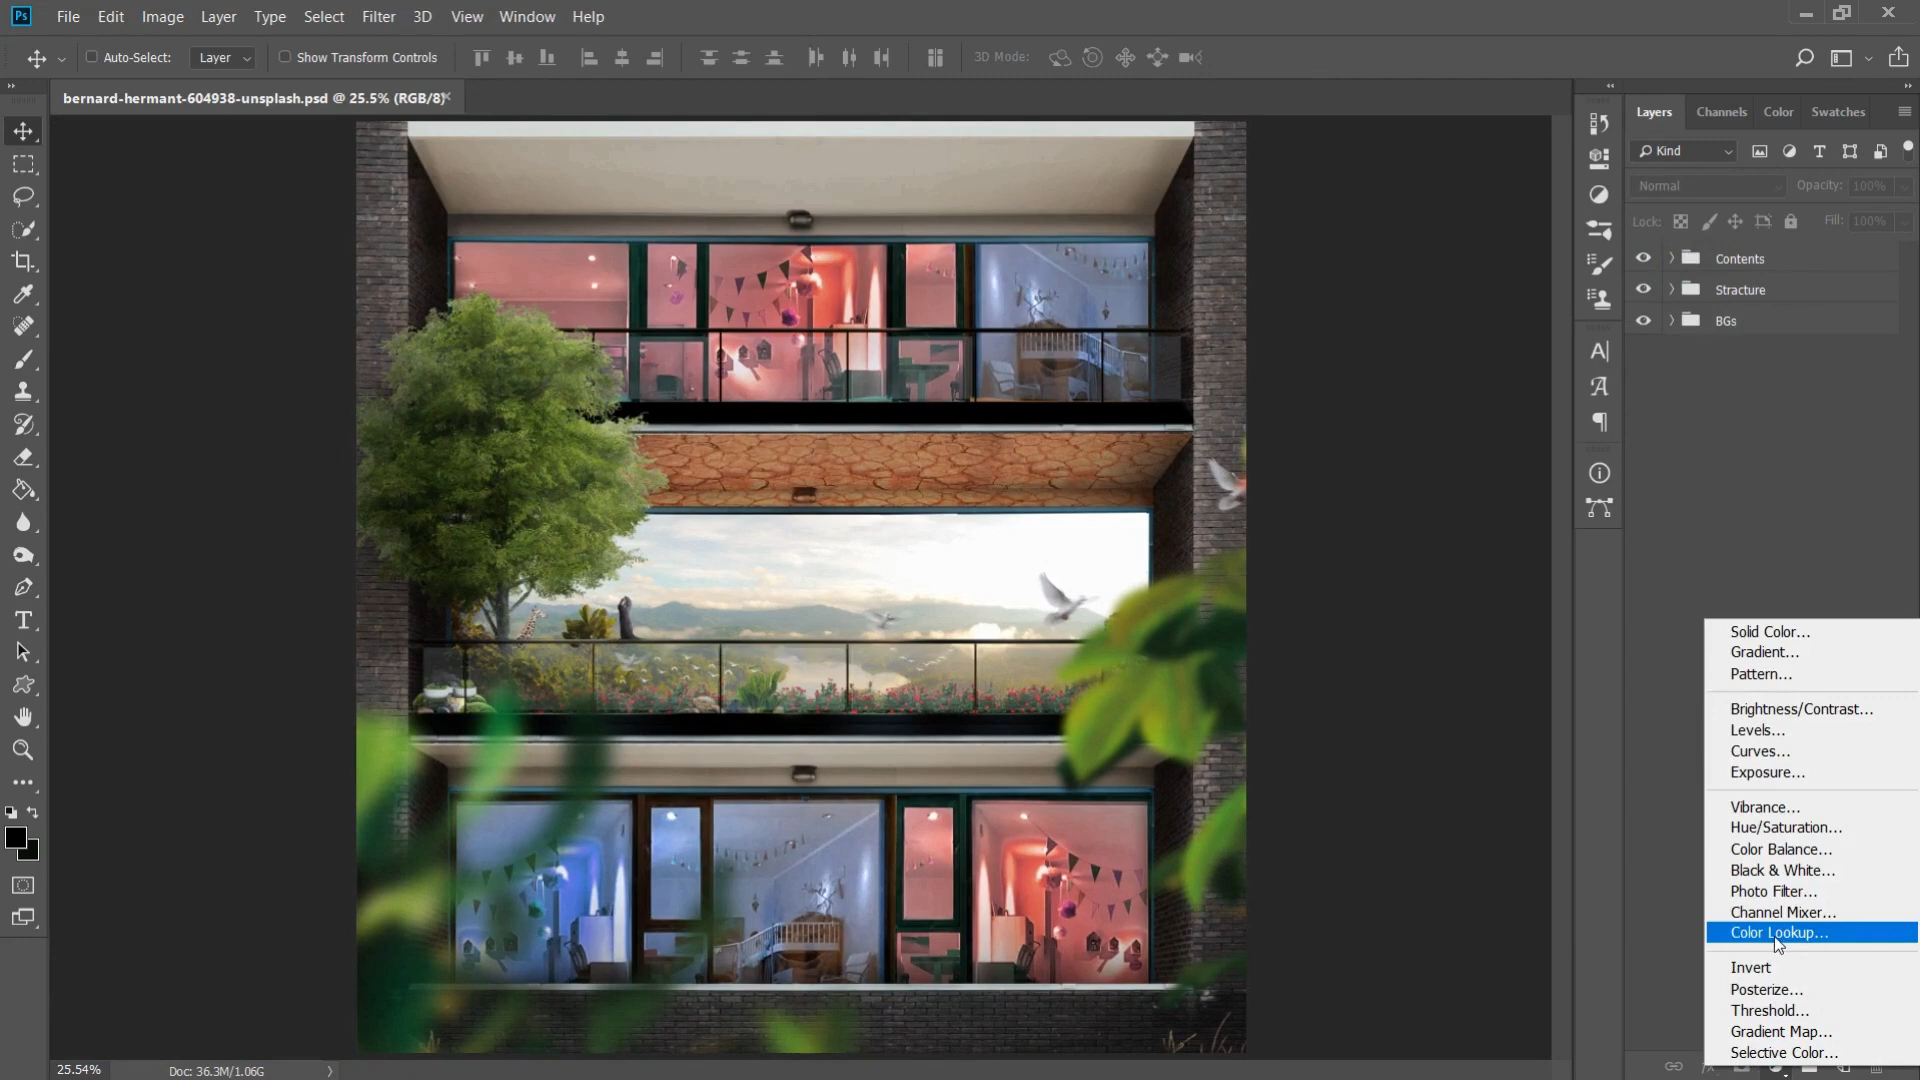 Ps File Edit Image Layer Type Select Filter 3D View Window Help
Auto-Select: Layer Show Transform Controls 3D Mode:
bernard-hermant-604938-unsplash.psd @ 25.5% (RGB/8)
Layers Channels Color Swatches
Kind
Normal Opacity: 100%
Lock: Fill: 100%
Contents
Stracture
BGs
Solid Color...
Gradient...
Pattern...
Brightness/Contrast...
Levels...
Curves...
Exposure...
Vibrance...
Hue/Saturation...
Color Balance...
Black & White...
Photo Filter...
Channel Mixer...
Color Lookup...
Invert
Posterize...
Threshold...
Gradient Map...
Selective Color...
25.54% Doc: 36.3M/1.06G